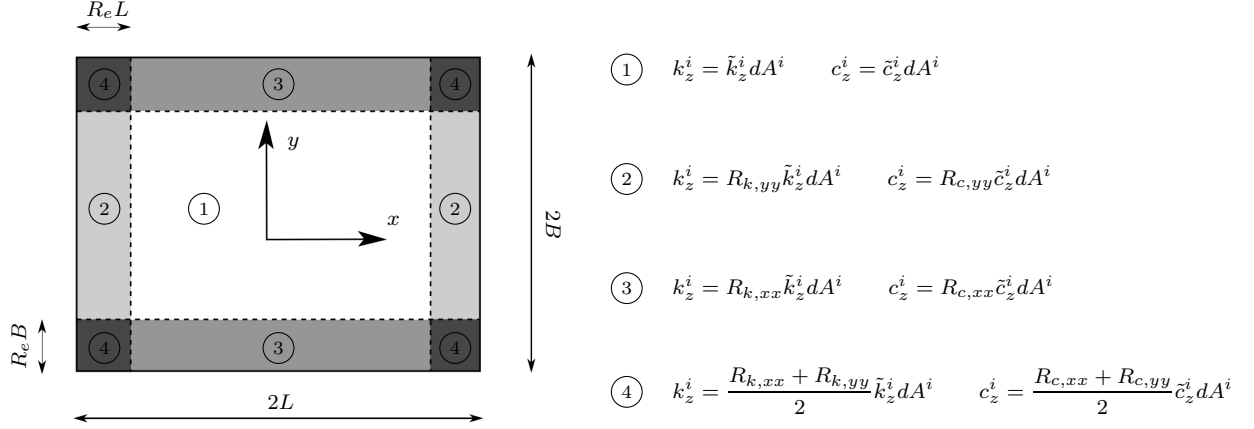 R_e L
4 3 4
1 k_z^i = \tilde{k}_z^i dA^i c_z^i = \tilde{c}_z^i dA^i
y
2 1 2
x
2B
2 k_z^i = R_{k,yy} \tilde{k}_z^i dA^i c_z^i = R_{c,yy} \tilde{c}_z^i dA^i
3 k_z^i = R_{k,xx} \tilde{k}_z^i dA^i c_z^i = R_{c,xx} \tilde{c}_z^i dA^i
R_e B
4 3 4
2L
4 k_z^i = \frac{R_{k,xx} + R_{k,yy}}{2} \tilde{k}_z^i dA^i c_z^i = \frac{R_{c,xx} + R_{c,yy}}{2} \tilde{c}_z^i dA^i